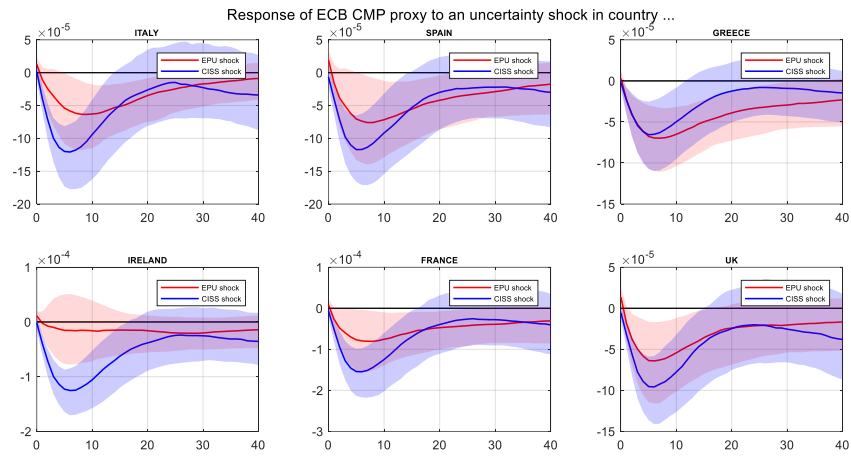 Response of ECB CMP proxy to an uncertainty shock in country ...
ITALY
×10^-5
EPU shock
CISS shock
5
0
-5
-10
-15
-20
0 10 20 30 40
SPAIN
×10^-5
EPU shock
CISS shock
5
0
-5
-10
-15
-20
0 10 20 30 40
GREECE
×10^-5
EPU shock
CISS shock
5
0
-5
-10
-15
0 10 20 30 40
IRELAND
×10^-4
EPU shock
CISS shock
1
0
-1
-2
0 10 20 30 40
FRANCE
×10^-4
EPU shock
CISS shock
1
0
-1
-2
-3
0 10 20 30 40
UK
×10^-5
EPU shock
CISS shock
5
0
-5
-10
-15
0 10 20 30 40